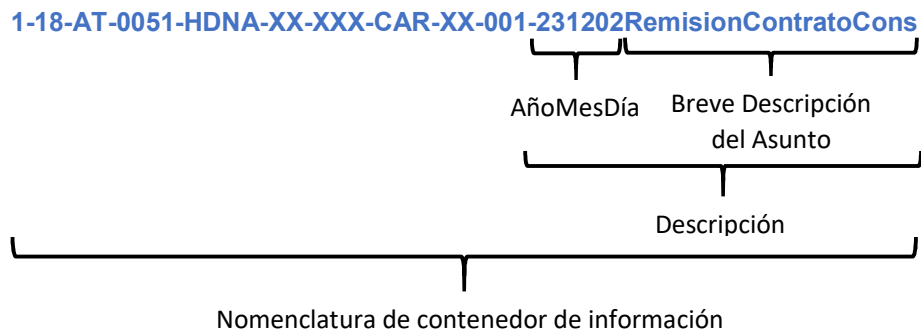 1-18-AT-0051-HDNA-XX-XXX-CAR-XX-001-231202RemisionContratoCons
AñoMesDía
Breve Descripción
del Asunto
Descripción
Nomenclatura de contenedor de información